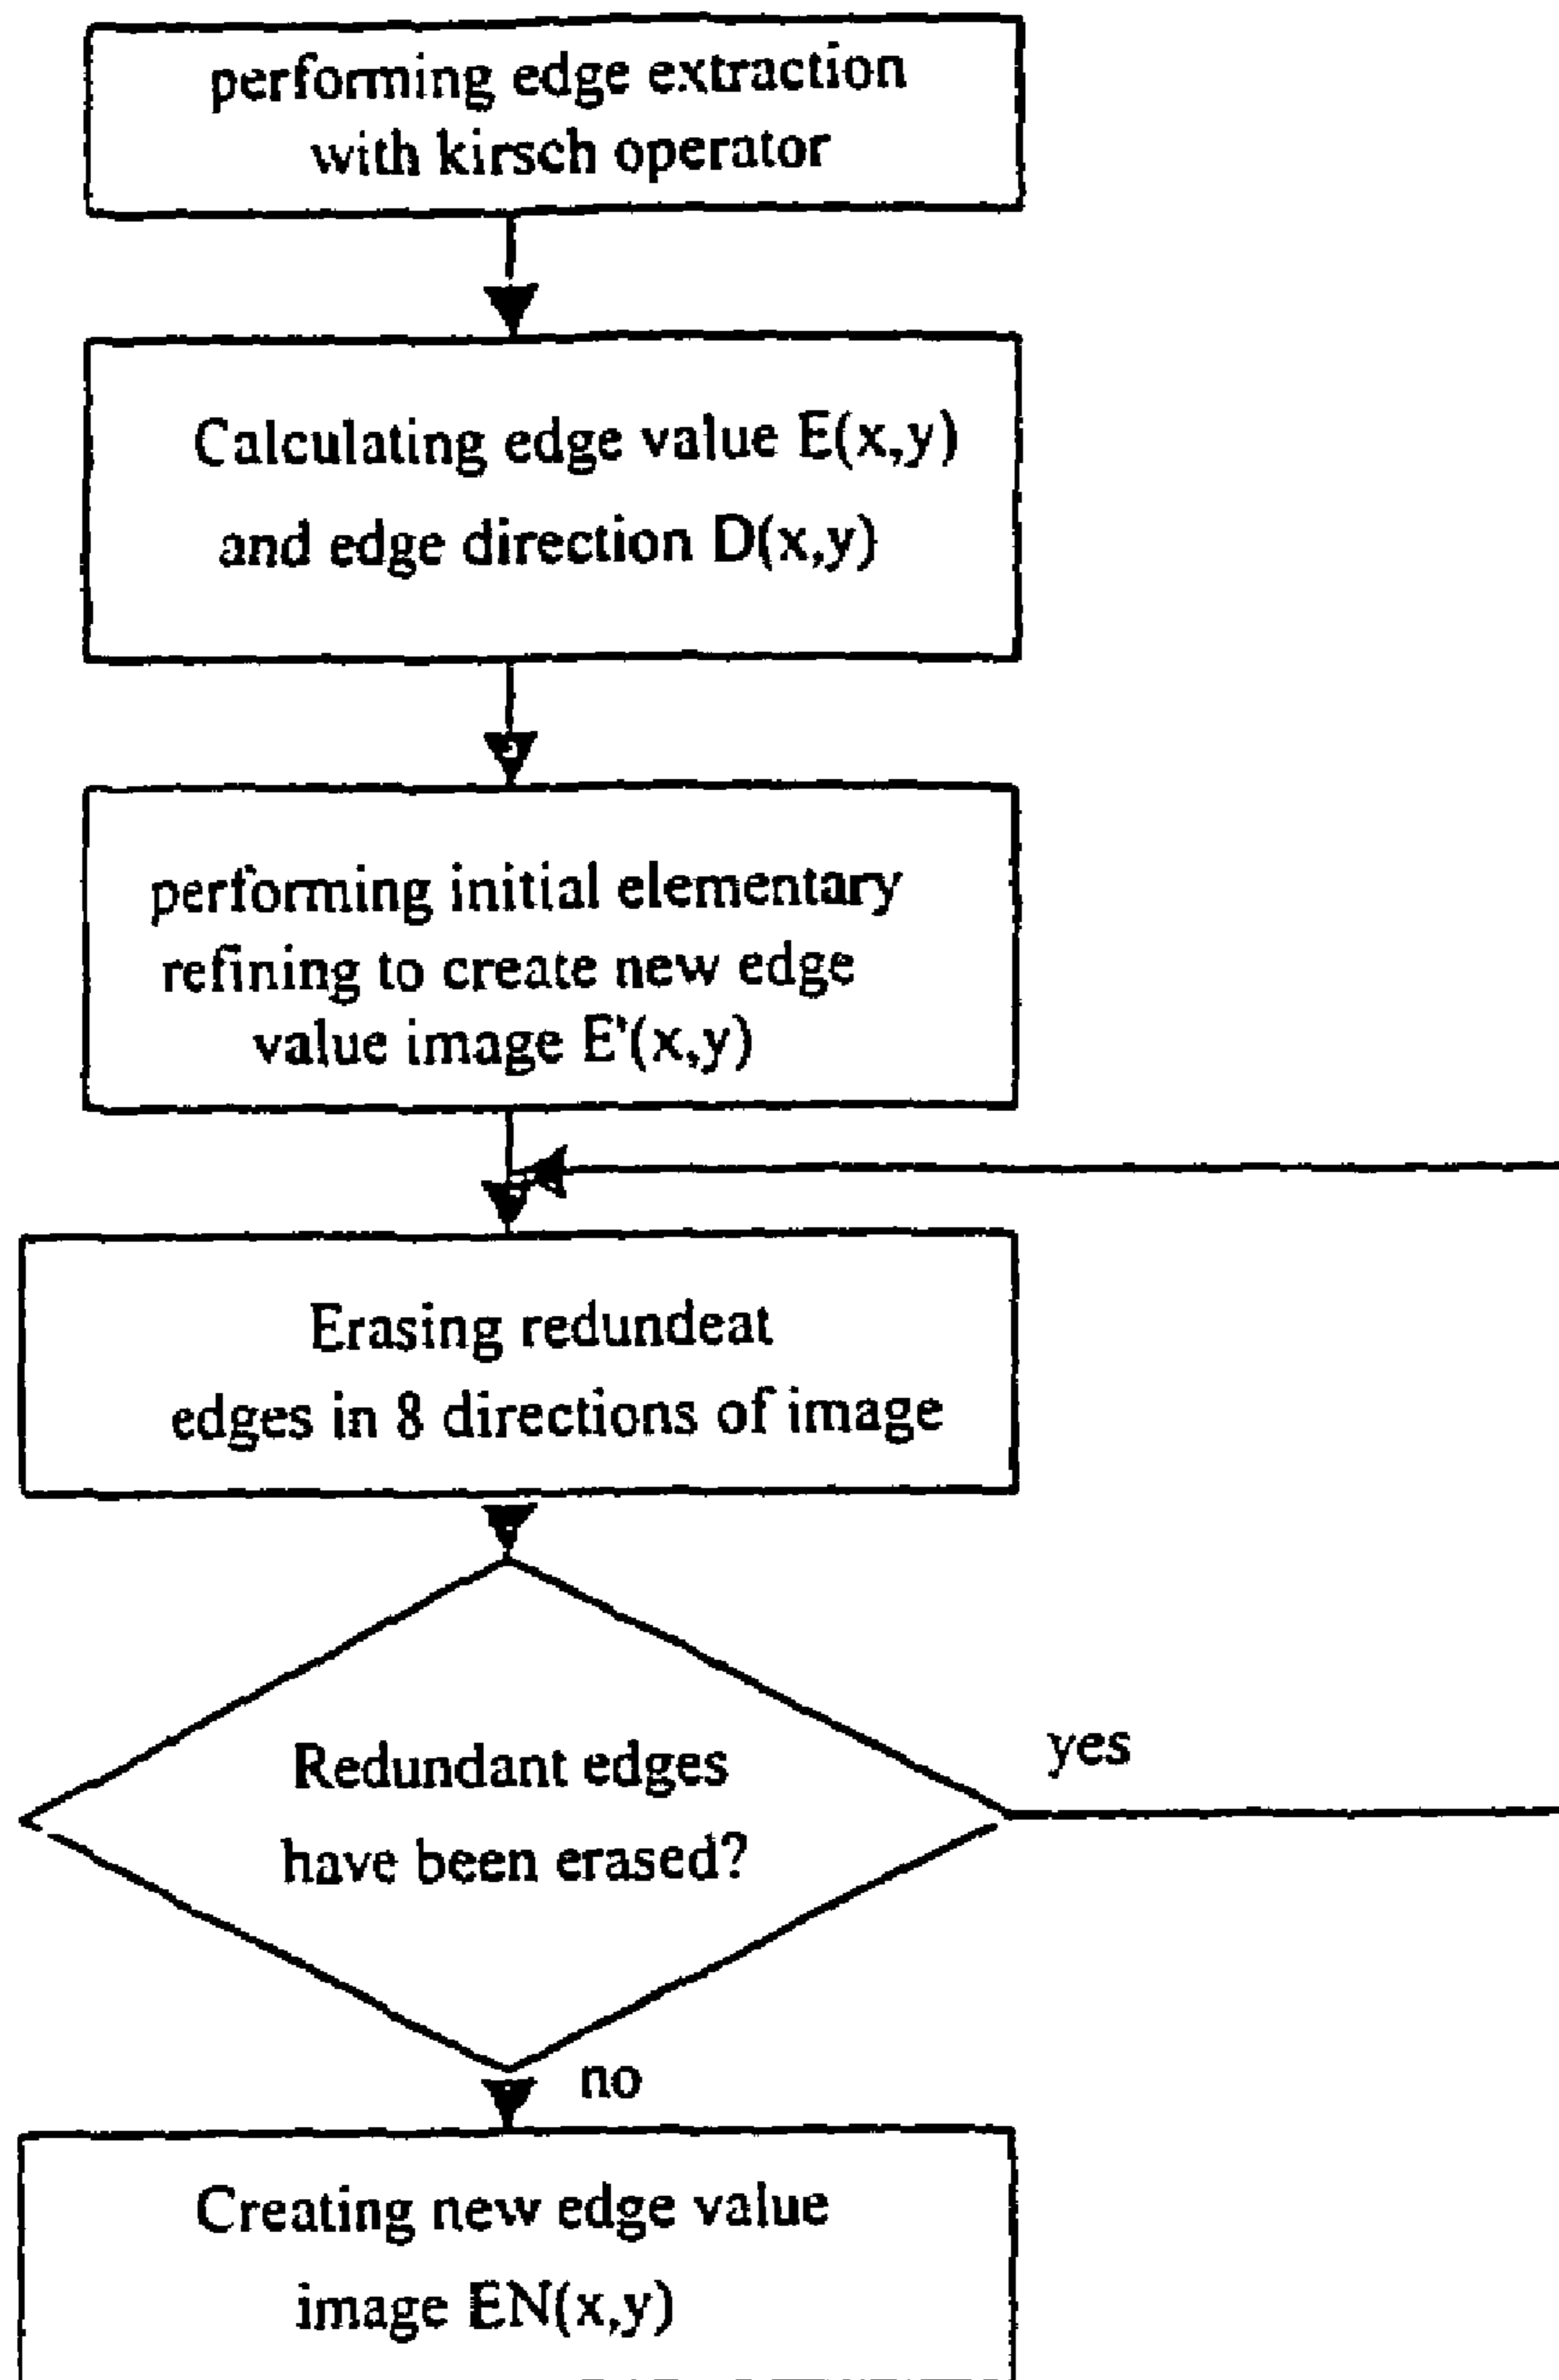 performing edge extraction
with kirsch operator
Calculating edge value E(x,y)
and edge direction D(x,y)
performing initial elementary
refining to create new edge
value image E'(x,y)
Erasing redundeat
edges in 8 directions of image
Redundant edges
have been erased?
yes
no
Creating new edge value
image EN(x,y)